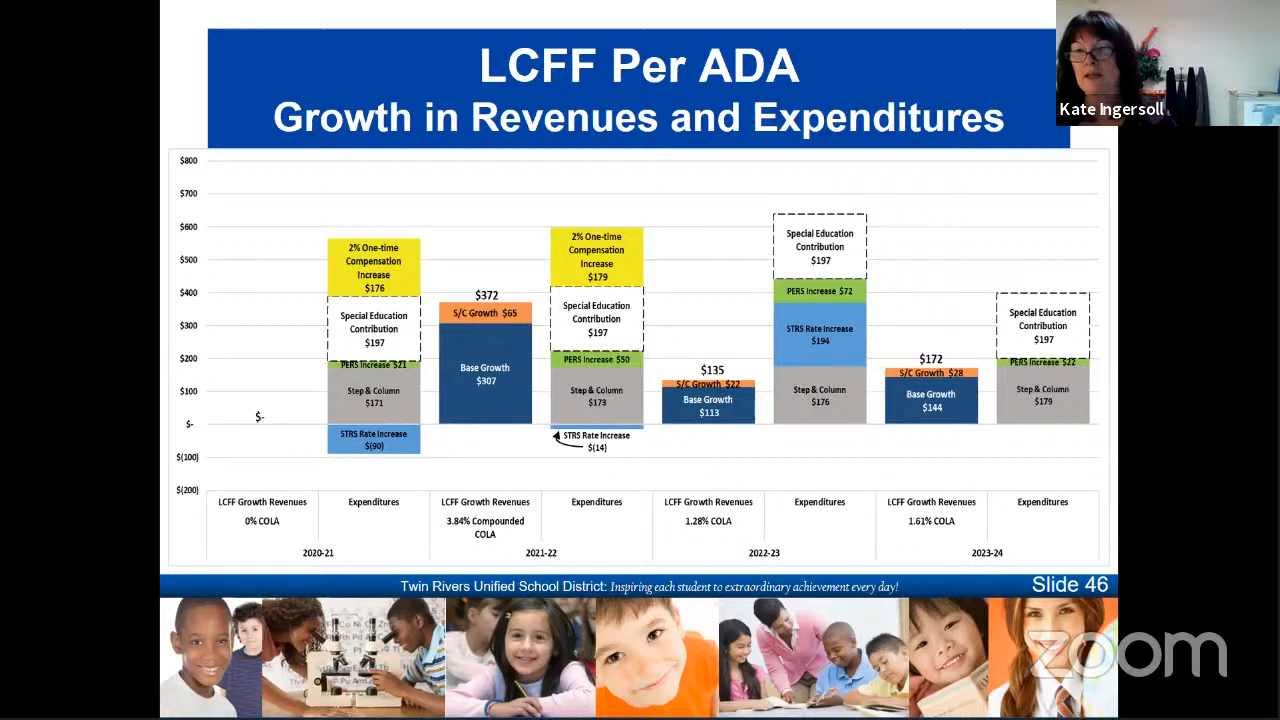 LCFF Per ADA
Growth in Revenues and Expenditures
Kate Ingersoll
$800
$700
$600
$500
$400
$300
$200
$100
$-
$(100)
$(200)
$-
2% One-time
Compensation
Increase
$176
Special Education
Contribution
$197
PERS Increase $21
Step & Column
$171
STRS Rate Increase
$(90)
$372
S/C Growth $65
Base Growth
$307
2% One-time
Compensation
Increase
$179
Special Education
Contribution
$197
PERS Increase $50
Step & Column
$173
STRS Rate Increase
$(14)
$135
S/C Growth $22
Base Growth
$113
Special Education
Contribution
$197
PERS Increase $72
STRS Rate Increase
$194
Step & Column
$176
$172
S/C Growth $28
Base Growth
$144
Special Education
Contribution
$197
PERS Increase $22
Step & Column
$179
LCFF Growth Revenues Expenditures LCFF Growth Revenues Expenditures LCFF Growth Revenues Expenditures LCFF Growth Revenues Expenditures
0% COLA 3.84% Compounded COLA 1.28% COLA 1.61% COLA
2020-21 2021-22 2022-23 2023-24
Twin Rivers Unified School District: Inspiring each student to extraordinary achievement every day!
Slide 46
zoom